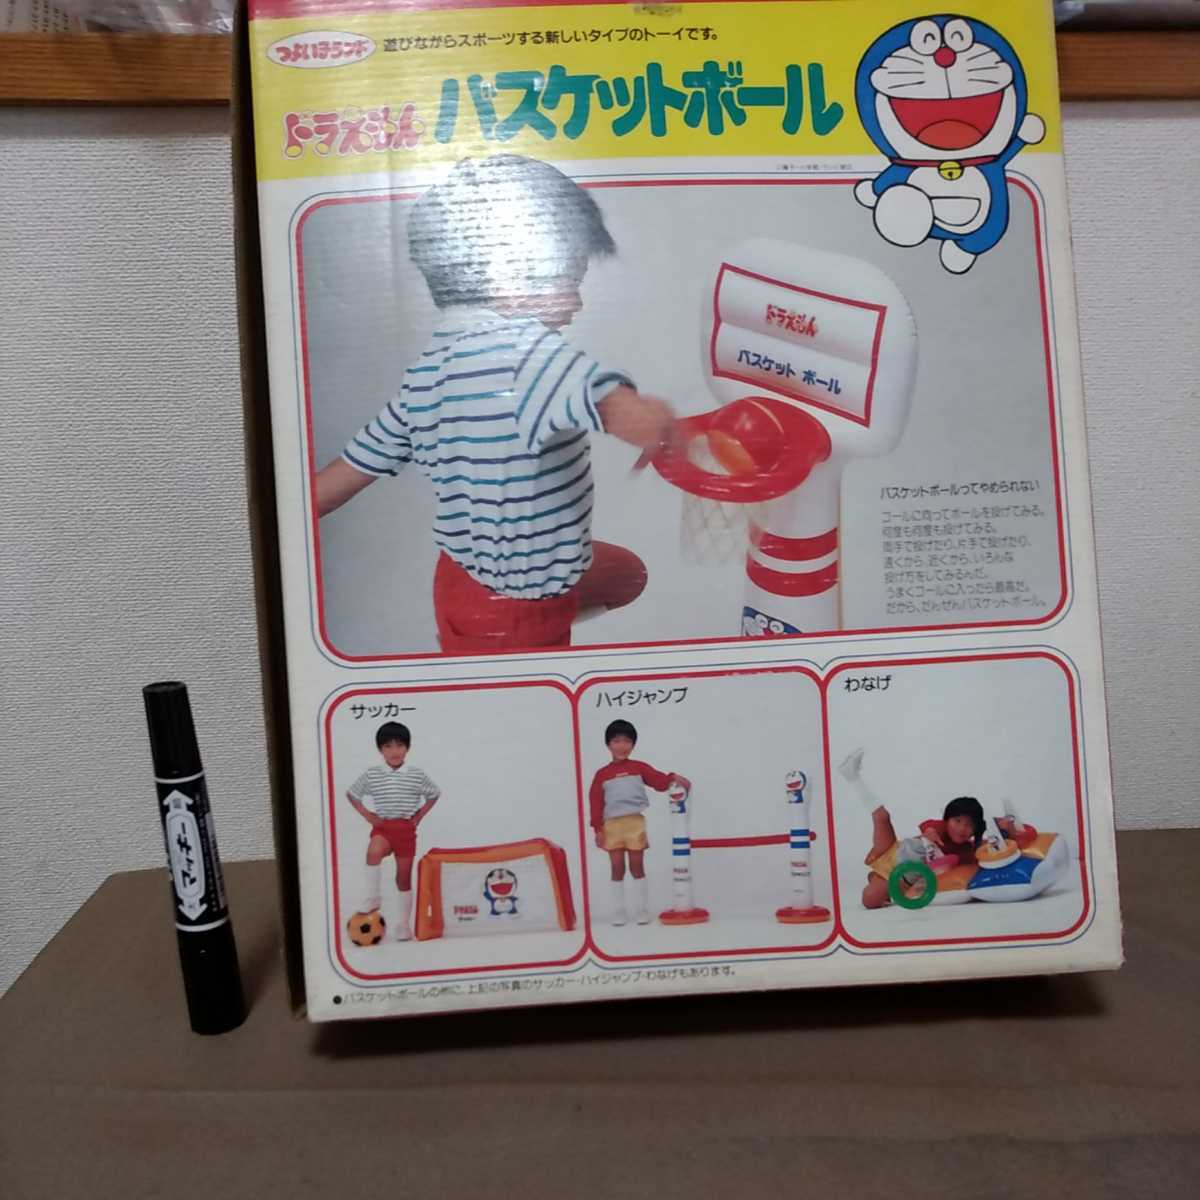 つよい子ランド 遊びながらスポーツする新しいタイプのトーイです。
ドラえもん バスケットボール
ドラえもん
バスケット ボール
バスケットボールってやめられない
ゴールに向ってボールを投げてみる。
何度も何度も投げてみる。
両手で投げたり、片手で投げたり、
遠くから、近くから、いろんな
投げ方をしてみるんだ。
うまくゴールに入ったら最高だ。
だから、だんぜんバスケットボール。
サッカー
ハイジャンプ
わなげ
ドラえもん
サッカー
●バスケットボールの他に、上記の写真のサッカー・ハイジャンプ・わなげもあります。
マッキー